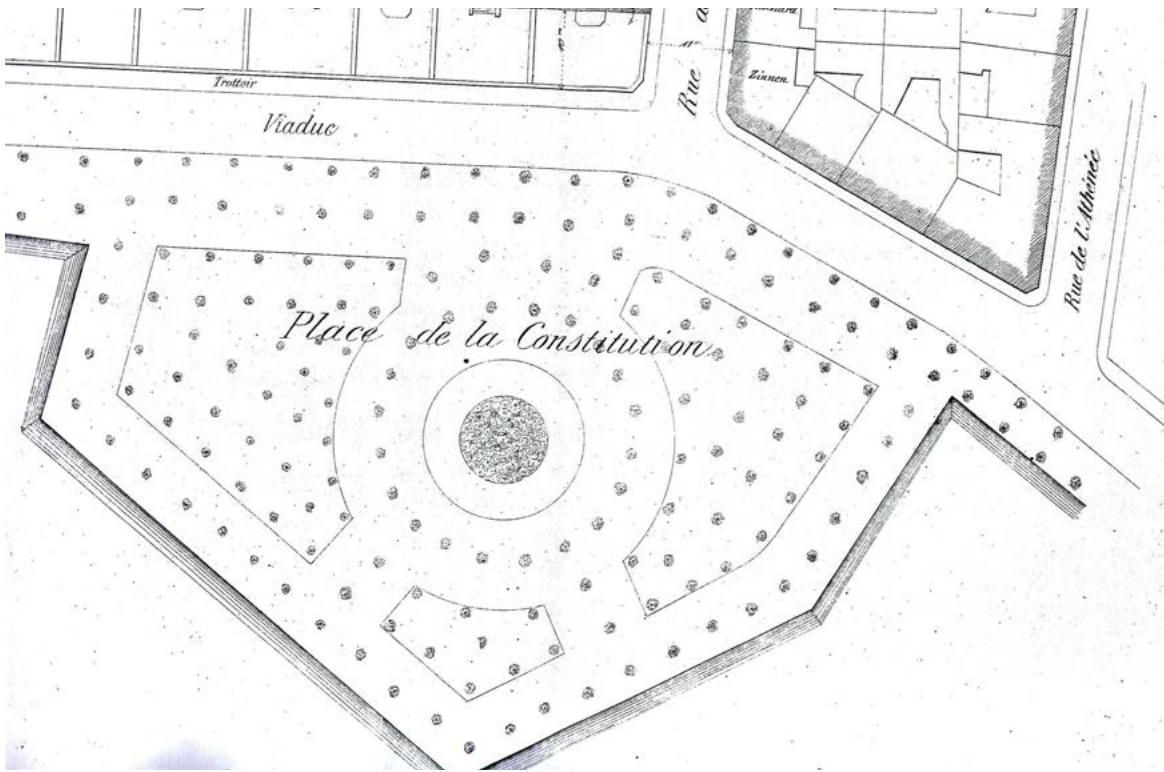 Trottoir
Viaduc
Rue
Zinnen
Rue de l'Athénée
Place de la Constitution